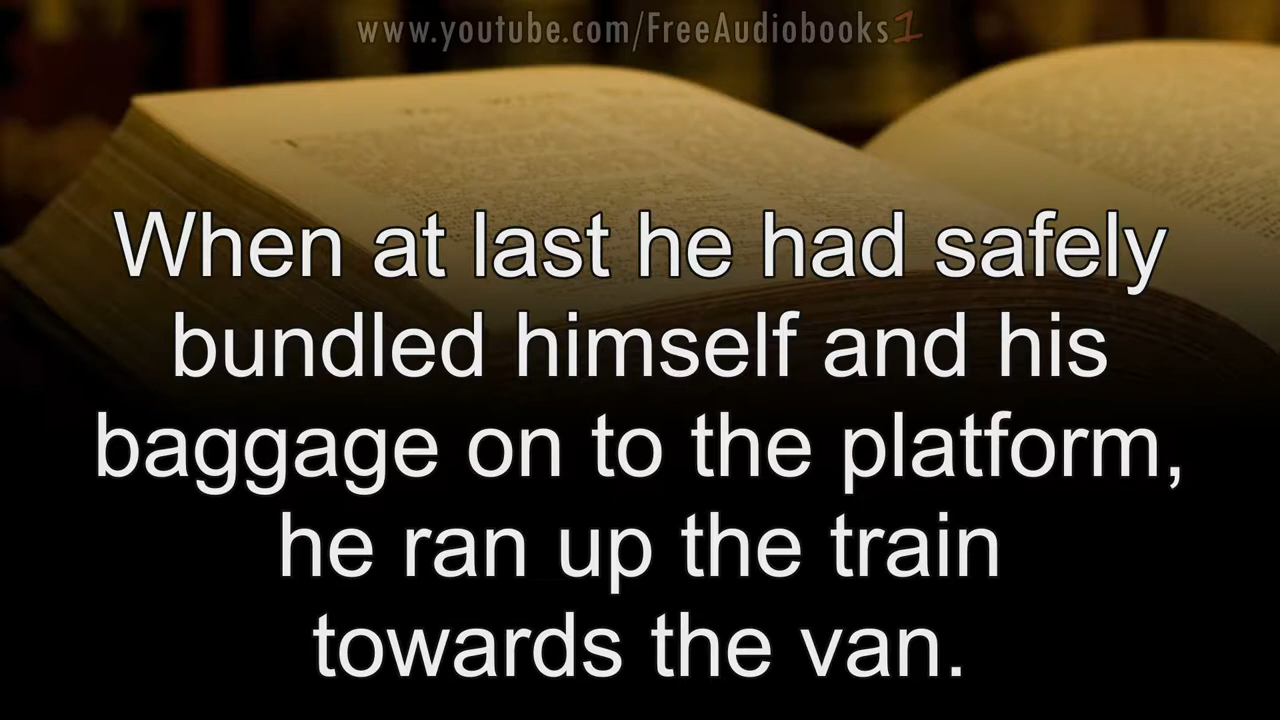 www.youtube.com/FreeAudiobooks1
When at last he had safely
bundled himself and his
baggage on to the platform,
he ran up the train
towards the van.